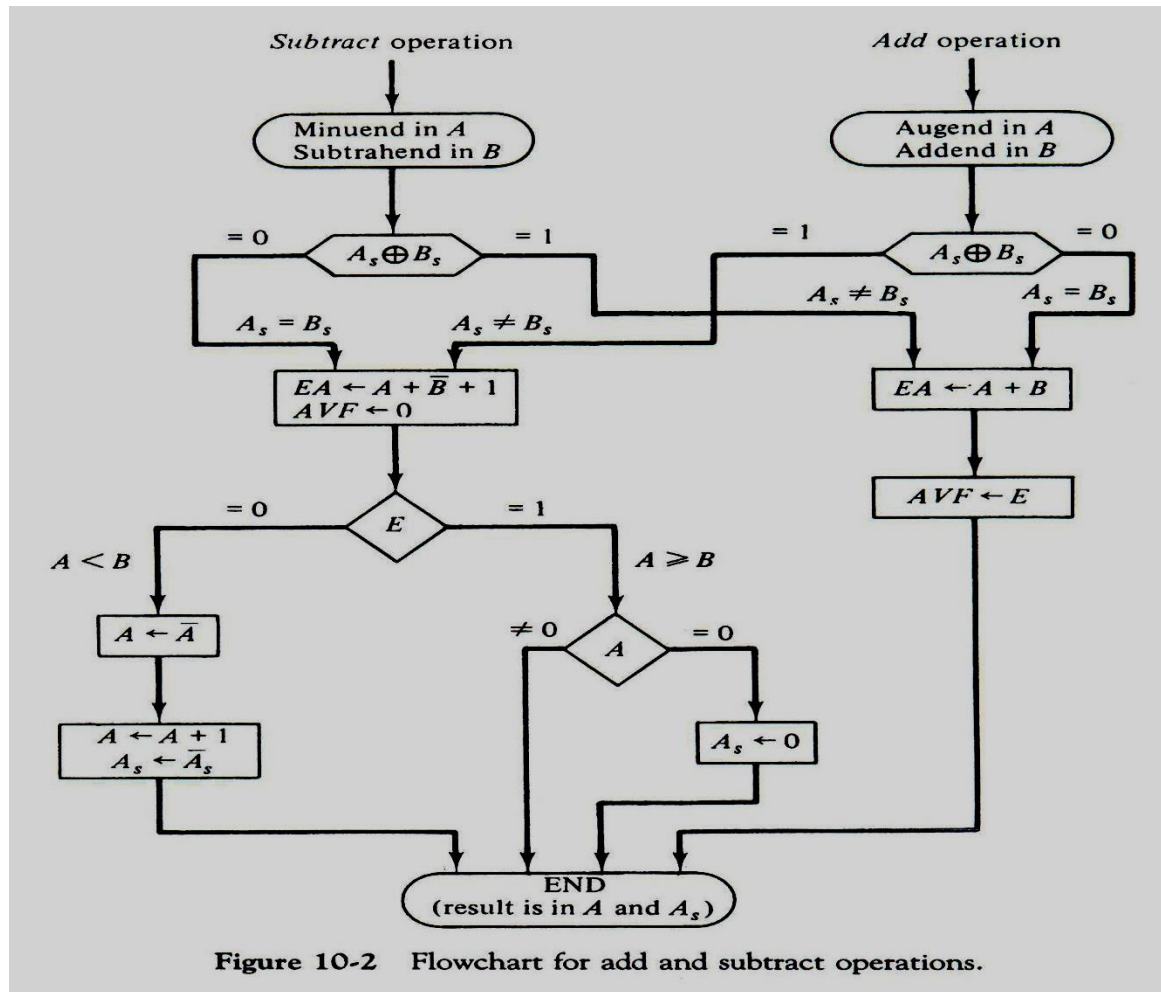 Subtract operation
Add operation
Minuend in A
Subtrahend in B
Augend in A
Addend in B
= 0
A_s ⊕ B_s
= 1
= 1
A_s ⊕ B_s
= 0
A_s = B_s
A_s ≠ B_s
A_s ≠ B_s
A_s = B_s
EA ← A + B̅ + 1
AVF ← 0
EA ← A + B
AVF ← E
= 0
E
= 1
A < B
A ⩾ B
A ← A̅
≠ 0
A
= 0
A ← A + 1
A_s ← A̅_s
A_s ← 0
END
(result is in A and A_s)
Figure 10-2 Flowchart for add and subtract operations.